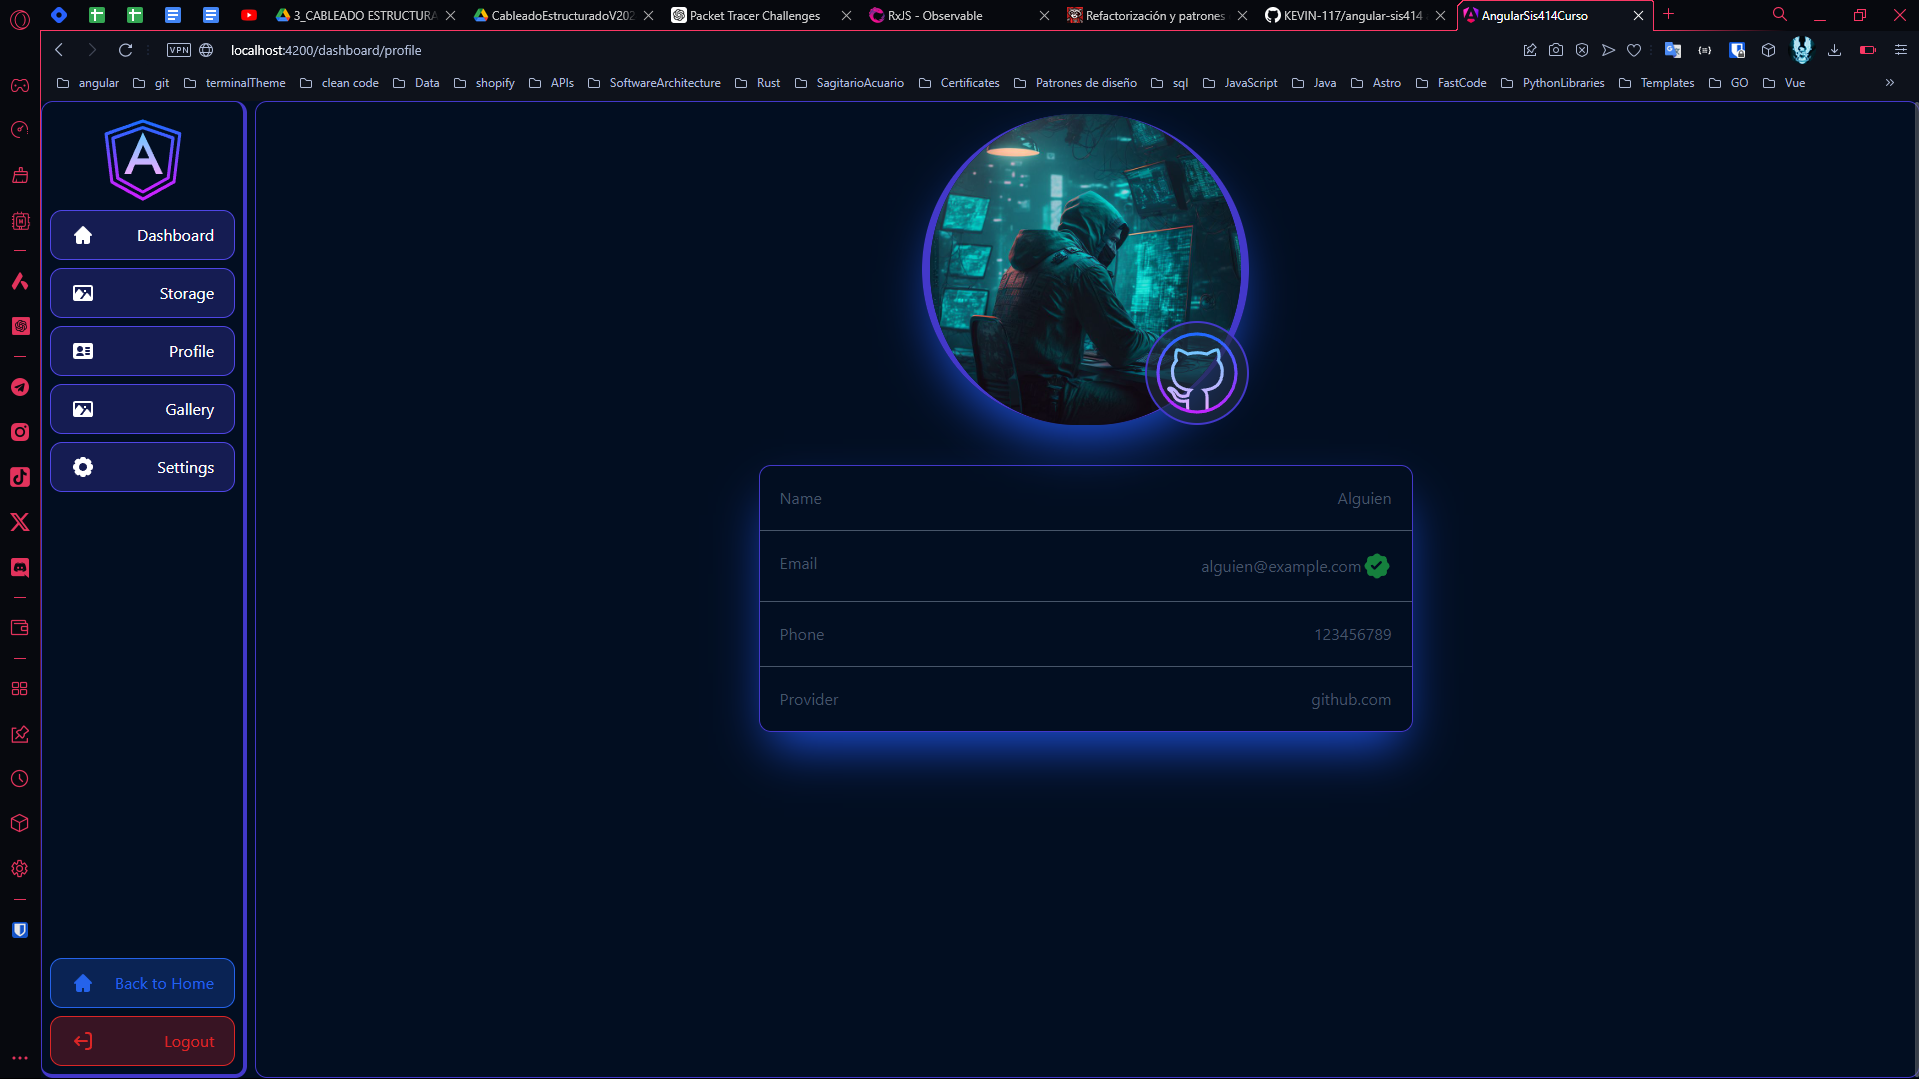 3_CABLEADO ESTRUCTURA
CableadoEstructuradoV202
Packet Tracer Challenges
RxJS - Observable
Refactorización y patrones
KEVIN-117/angular-sis414
AngularSis414Curso
VPN
localhost:4200/dashboard/profile
angular
git
terminalTheme
clean code
Data
shopify
APIs
SoftwareArchitecture
Rust
SagitarioAcuario
Certificates
Patrones de diseño
sql
JavaScript
Java
Astro
FastCode
PythonLibraries
Templates
GO
Vue
A
Dashboard
Storage
Profile
Gallery
Settings
Name
Alguien
Email
alguien@example.com
Phone
123456789
Provider
github.com
Back to Home
Logout